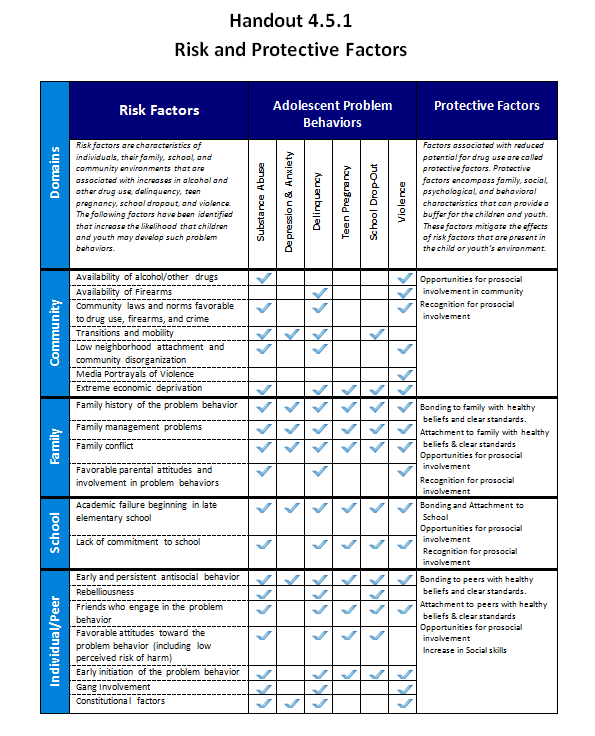 Handout 4.5.1
Risk and Protective Factors
Domains
Risk Factors
Adolescent Problem
Behaviors
Protective Factors
Risk factors are characteristics of
individuals, their family, school, and
community environments that are
associated with increases in alcohol and
other drug use, delinquency, teen
pregnancy, school dropout, and violence.
The following factors have been identified
that increase the likelihood that children
and youth may develop such problem
behaviors.
Substance Abuse
Depression & Anxiety
Delinquency
Teen Pregnancy
School Drop-Out
Violence
Factors associated with reduced
potential for drug use are called
protective factors. Protective
factors encompass family, social,
psychological, and behavioral
characteristics that can provide a
buffer for the children and youth.
These factors mitigate the effects
of risk factors that are present in
the child or youth's environment.
Community
Availability of alcohol/other drugs
Availability of Firearms
Community laws and norms favorable
to drug use, firearms, and crime
Transitions and mobility
Low neighborhood attachment and
community disorganization
Media Portrayals of Violence
Extreme economic deprivation
Opportunities for prosocial
involvement in community
Recognition for prosocial
involvement
Family
Family history of the problem behavior
Family management problems
Family conflict
Favorable parental attitudes and
involvement in problem behaviors
Bonding to family with healthy
beliefs and clear standards.
Attachment to family with healthy
beliefs & clear standards
Opportunities for prosocial
involvement
Recognition for prosocial
involvement
School
Academic failure beginning in late
elementary school
Lack of commitment to school
Bonding and Attachment to
School
Opportunities for prosocial
involvement
Recognition for prosocial
involvement
Individual/Peer
Early and persistent antisocial behavior
Rebelliousness
Friends who engage in the problem
behavior
Favorable attitudes toward the
problem behavior (including low
perceived risk of harm)
Early initiation of the problem behavior
Gang Involvement
Constitutional factors
Bonding to peers with healthy
beliefs and clear standards.
Attachment to peers with healthy
beliefs & clear standards
Opportunities for prosocial
involvement
Increase in Social skills